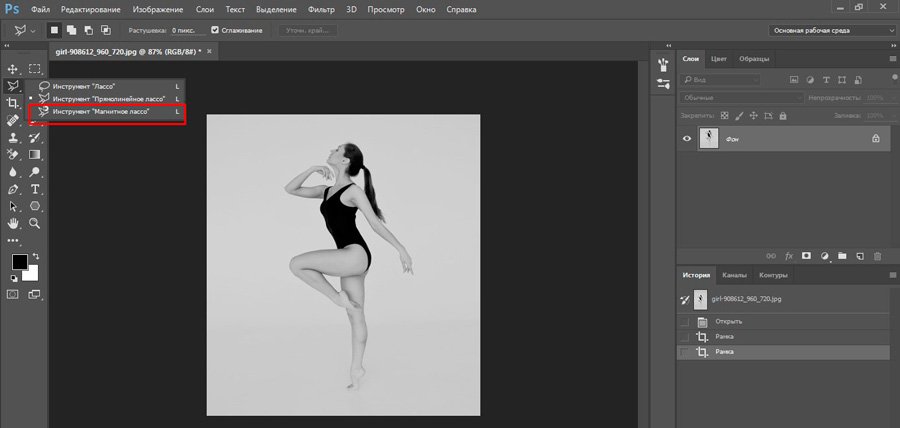 Ps Файл Редактирование Изображение Слои Текст Выделение Фильтр 3D Просмотр Окно Справка
Растушевка: 0 пикс. Сглаживание Уточн. край... Основная рабочая среда
girl-908612_960_720.jpg @ 87% (RGB/8#) * ×
Инструмент "Лассо" L
Инструмент "Прямолинейное лассо" L
Инструмент "Магнитное лассо" L
T
Слои Цвет Образцы
Вид T
Обычные Непрозрачность: 100%
Закрепить: Заливка: 100%
Фон
fx
История Каналы Контуры
girl-908612_960_720.jpg
Открыть
Рамка
Рамка